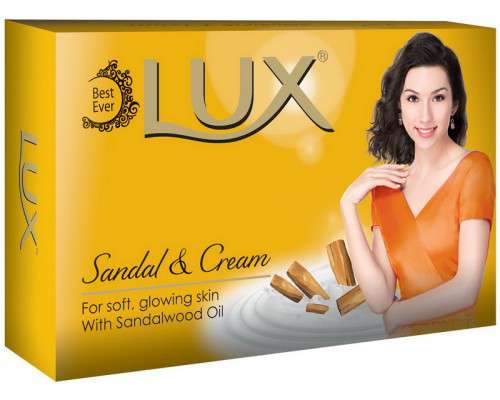 Best
Ever
LUX®
LUX
Sandal & Cream
For soft, glowing skin
With Sandalwood Oil